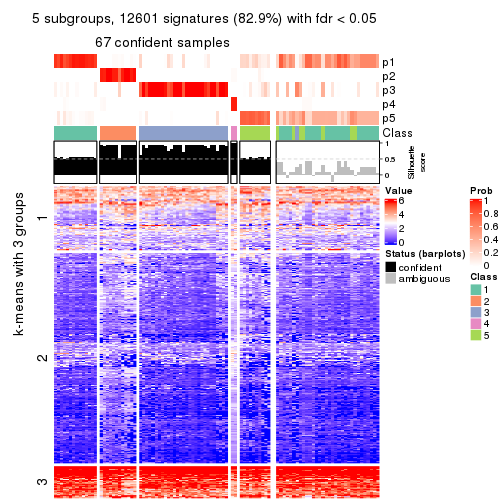 5 subgroups, 12601 signatures (82.9%) with fdr < 0.05
67 confident samples
p1
p2
p3
p4
p5
Class
1
0.5
0
Silhouette
score
k-means with 3 groups
1
2
3
Value
6
4
2
0
Status (barplots)
confident
ambiguous
Prob
1
0.8
0.6
0.4
0.2
0
Class
1
2
3
4
5